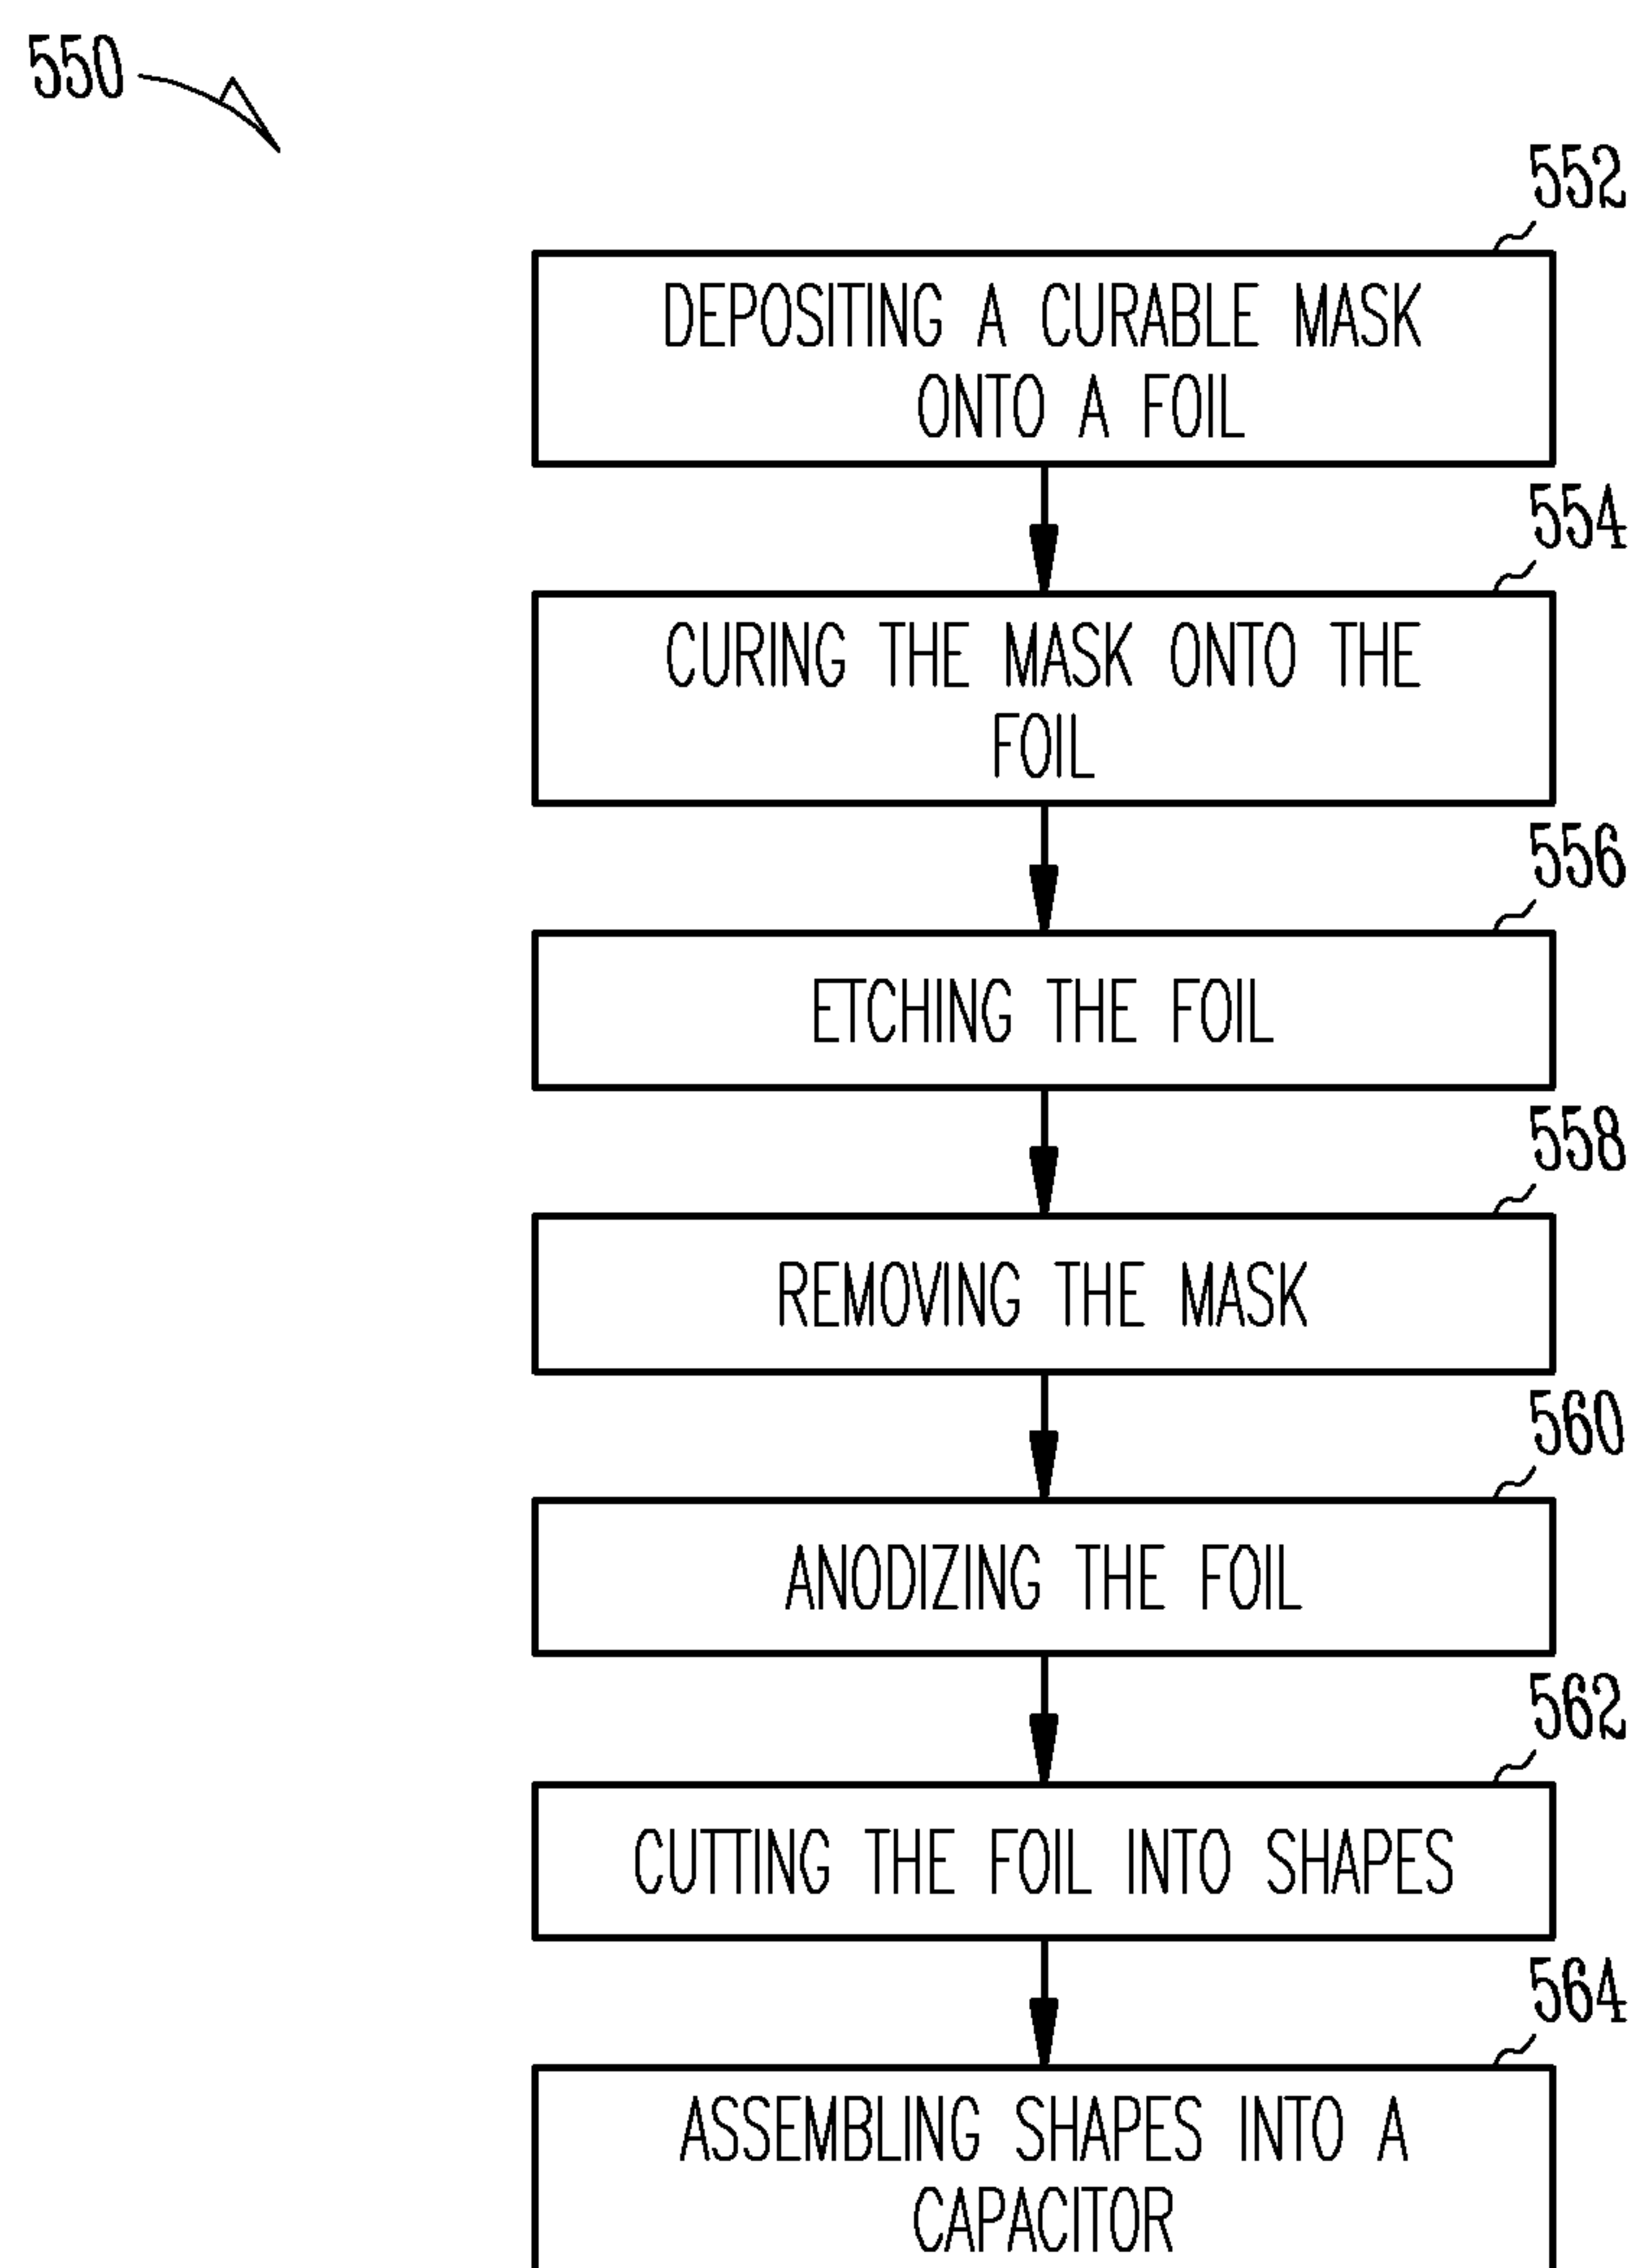 550
552
DEPOSITING A CURABLE MASK
ONTO A FOIL
554
CURING THE MASK ONTO THE
FOIL
556
ETCHING THE FOIL
558
REMOVING THE MASK
560
ANODIZING THE FOIL
562
CUTTING THE FOIL INTO SHAPES
564
ASSEMBLING SHAPES INTO A
CAPACITOR